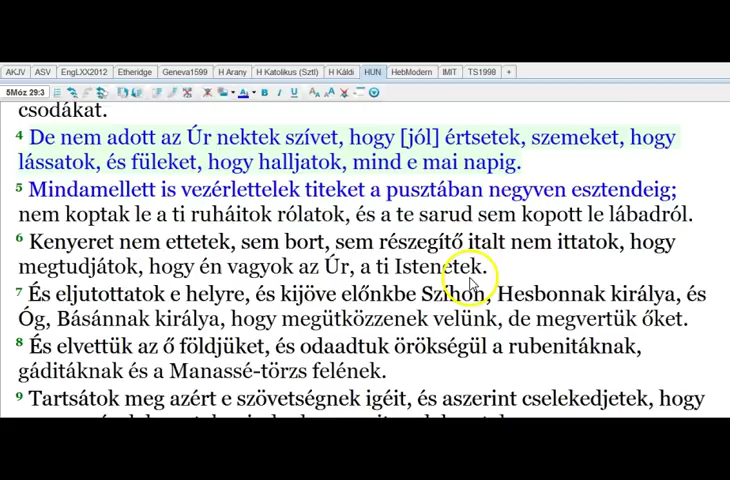 AKJV ASV EngLXX2012 Etheridge Geneva1599 H Arany H Katolikus (Sztl) H Káldi HUN HebModern IMIT TS1998 +
5Móz 29:3
csodákat.
4 De nem adott az Úr nektek szívet, hogy [jól] értsetek, szemeket, hogy
lássatok, és füleket, hogy halljatok, mind e mai napig.
5 Mindamellett is vezérlettelek titeket a pusztában negyven esztendeig;
nem koptak le a ti ruháitok rólatok, és a te sarud sem kopott le lábadról.
6 Kenyeret nem ettetek, sem bort, sem részegítő italt nem ittatok, hogy
megtudjátok, hogy én vagyok az Úr, a ti Istenetek.
7 És eljutottatok e helyre, és kijöve előnkbe Szíhon, Hesbonnak királya, és
Óg, Básánnak királya, hogy megütközzenek velünk, de megvertük őket.
8 És elvettük az ő földjüket, és odaadtuk örökségül a rubenitáknak,
gáditáknak és a Manassé-törzs felének.
9 Tartsátok meg azért e szövetségnek igéit, és aszerint cselekedjetek, hogy